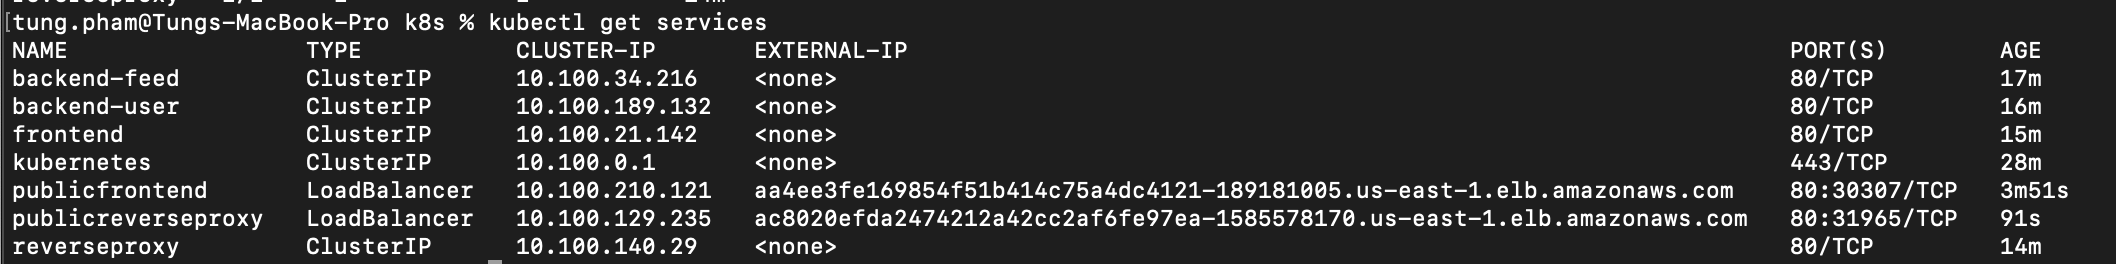 [tung.pham@Tungs-MacBook-Pro k8s % kubectl get services
NAME TYPE CLUSTER-IP EXTERNAL-IP PORT(S) AGE
backend-feed ClusterIP 10.100.34.216 <none> 80/TCP 17m
backend-user ClusterIP 10.100.189.132 <none> 80/TCP 16m
frontend ClusterIP 10.100.21.142 <none> 80/TCP 15m
kubernetes ClusterIP 10.100.0.1 <none> 443/TCP 28m
publicfrontend LoadBalancer 10.100.210.121 aa4ee3fe169854f51b414c75a4dc4121-189181005.us-east-1.elb.amazonaws.com 80:30307/TCP 3m51s
publicreverseproxy LoadBalancer 10.100.129.235 ac8020efda2474212a42cc2af6fe97ea-1585578170.us-east-1.elb.amazonaws.com 80:31965/TCP 91s
reverseproxy ClusterIP 10.100.140.29 <none> 80/TCP 14m